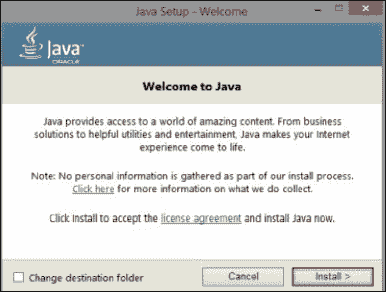 Java Setup - Welcome
Java
ORACLE
Welcome to Java
Java provides access to a world of amazing content. From business
solutions to helpful utilities and entertainment, Java makes your Internet
experience come to life.
Note: No personal information is gathered as part of our install process.
Click here for more information on what we do collect.
Click Install to accept the license agreement and install Java now.
Change destination folder
Cancel
Install >